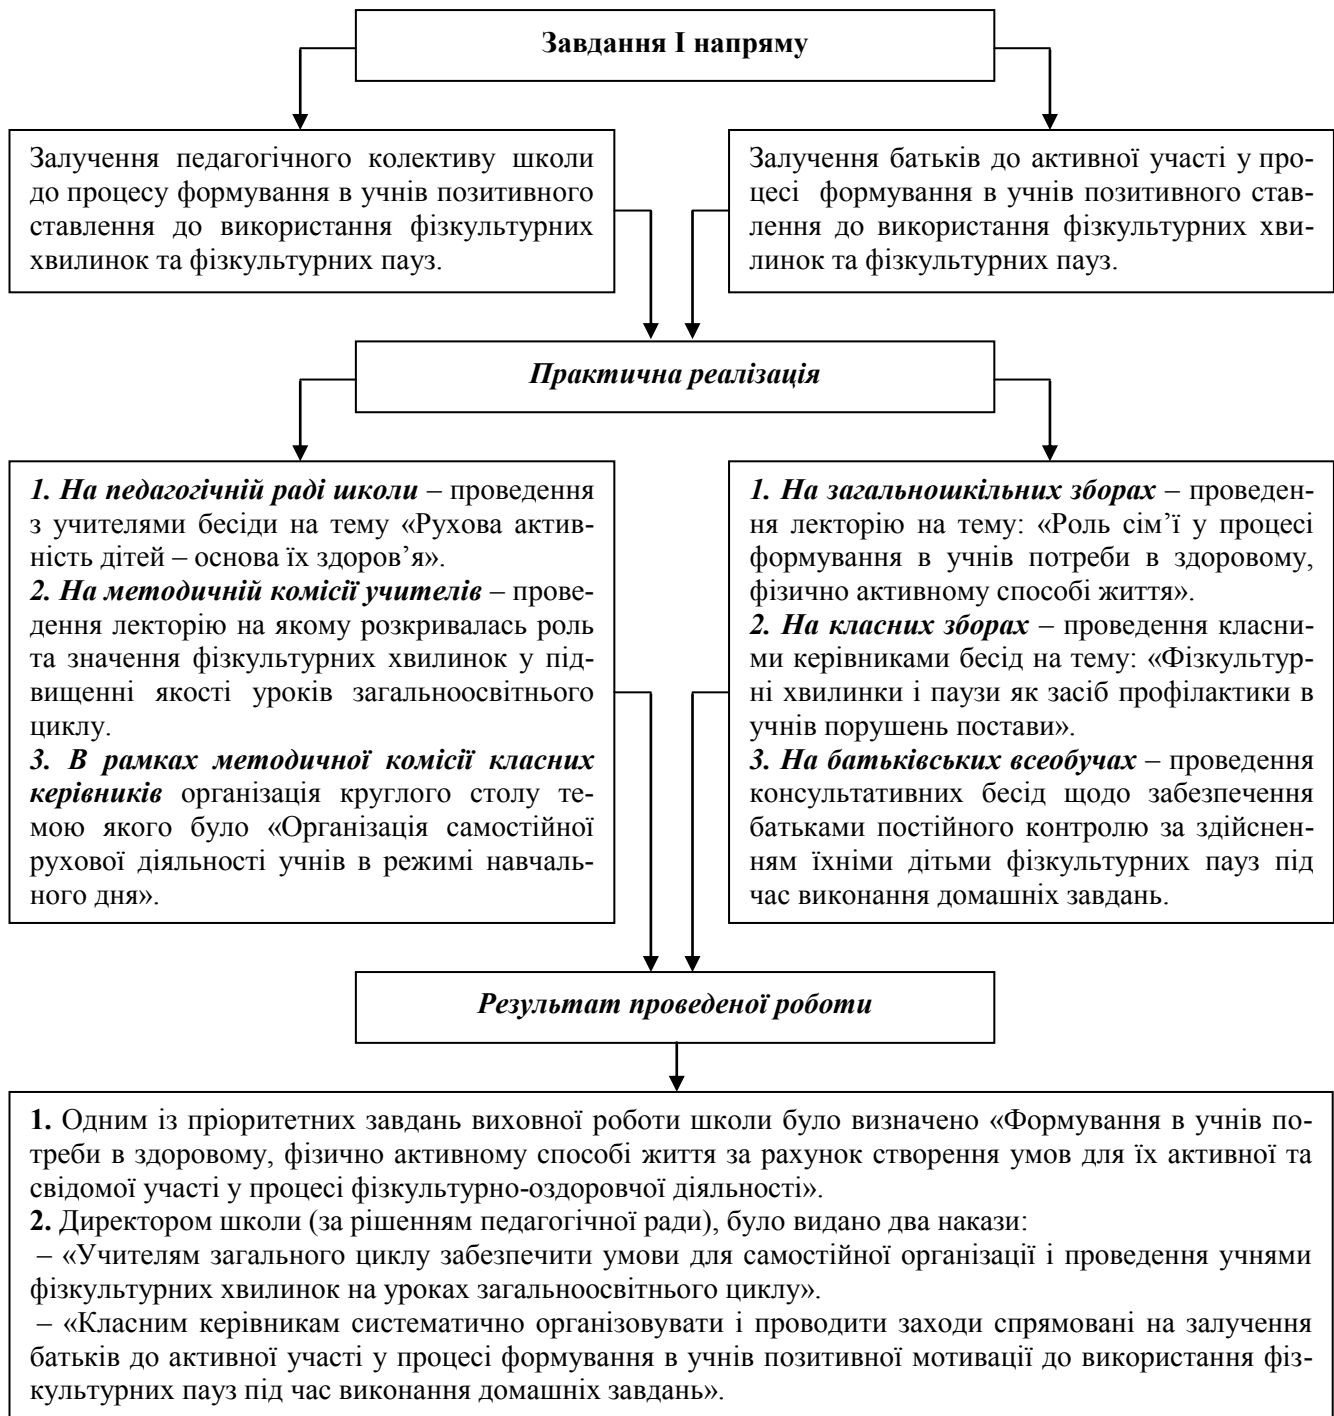 Завдання І напряму
Залучення педагогічного колективу школи
до процесу формування в учнів позитивного
ставлення до використання фізкультурних
хвилинок та фізкультурних пауз.
Залучення батьків до активної участі у про-
цесі формування в учнів позитивного став-
лення до використання фізкультурних хви-
линок та фізкультурних пауз.
Практична реалізація
1. На педагогічній раді школи – проведення
з учителями бесіди на тему «Рухова актив-
ність дітей – основа їх здоров’я».
2. На методичній комісії учителів – прове-
дення лекторію на якому розкривалась роль
та значення фізкультурних хвилинок у під-
вищенні якості уроків загальноосвітнього
циклу.
3. В рамках методичної комісії класних
керівників організація круглого столу те-
мою якого було «Організація самостійної
рухової діяльності учнів в режимі навчаль-
ного дня».
1. На загальношкільних зборах – проведен-
ня лекторію на тему: «Роль сім’ї у процесі
формування в учнів потреби в здоровому,
фізично активному способі життя».
2. На класних зборах – проведення класни-
ми керівниками бесід на тему: «Фізкультур-
ні хвилинки і паузи як засіб профілактики в
учнів порушень постави».
3. На батьківських всеобучах – проведення
консультативних бесід щодо забезпечення
батьками постійного контролю за здійснен-
ням їхніми дітьми фізкультурних пауз під
час виконання домашніх завдань.
Результат проведеної роботи
1. Одним із пріоритетних завдань виховної роботи школи було визначено «Формування в учнів по-
треби в здоровому, фізично активному способі життя за рахунок створення умов для їх активної та
свідомої участі у процесі фізкультурно-оздоровчої діяльності».
2. Директором школи (за рішенням педагогічної ради), було видано два накази:
– «Учителям загального циклу забезпечити умови для самостійної організації і проведення учнями
фізкультурних хвилинок на уроках загальноосвітнього циклу».
– «Класним керівникам систематично організовувати і проводити заходи спрямовані на залучення
батьків до активної участі у процесі формування в учнів позитивної мотивації до використання фіз-
культурних пауз під час виконання домашніх завдань».